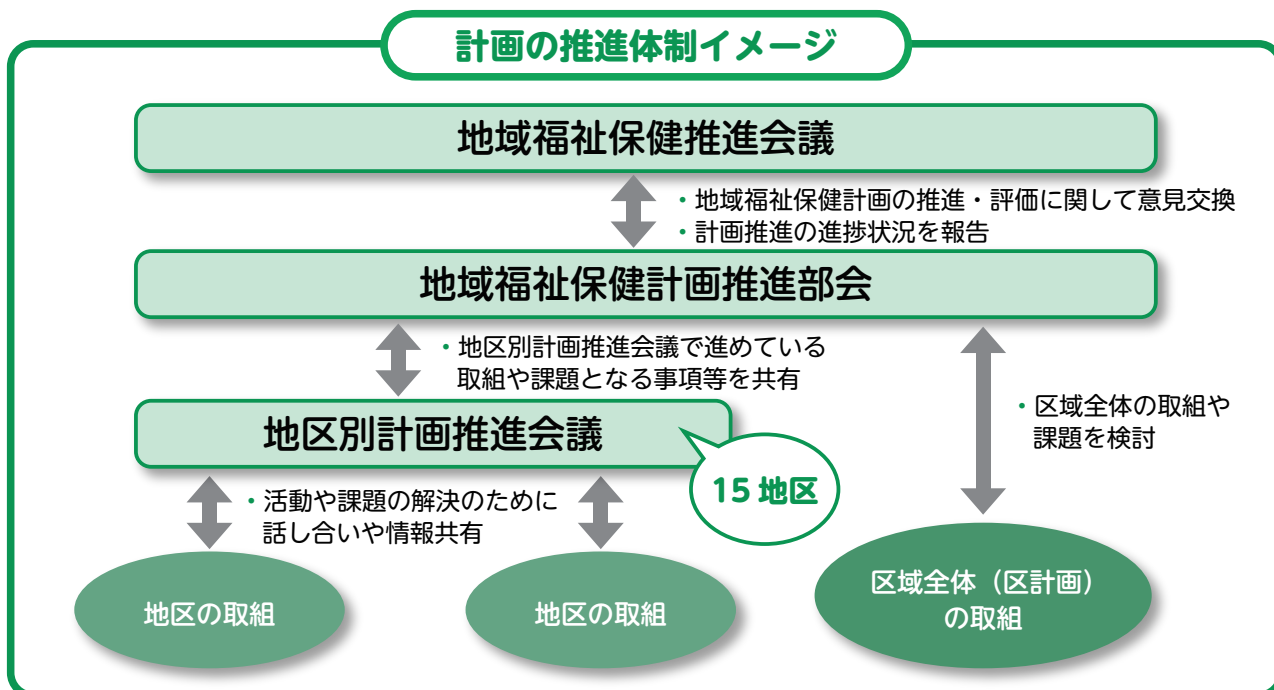 計画の推進体制イメージ
地域福祉保健推進会議
・地域福祉保健計画の推進・評価に関して意見交換
・計画推進の進捗状況を報告
地域福祉保健計画推進部会
・地区別計画推進会議で進めている
取組や課題となる事項等を共有
・区域全体の取組や
課題を検討
地区別計画推進会議
15 地区
・活動や課題の解決のために
話し合いや情報共有
地区の取組
地区の取組
区域全体（区計画）
の取組